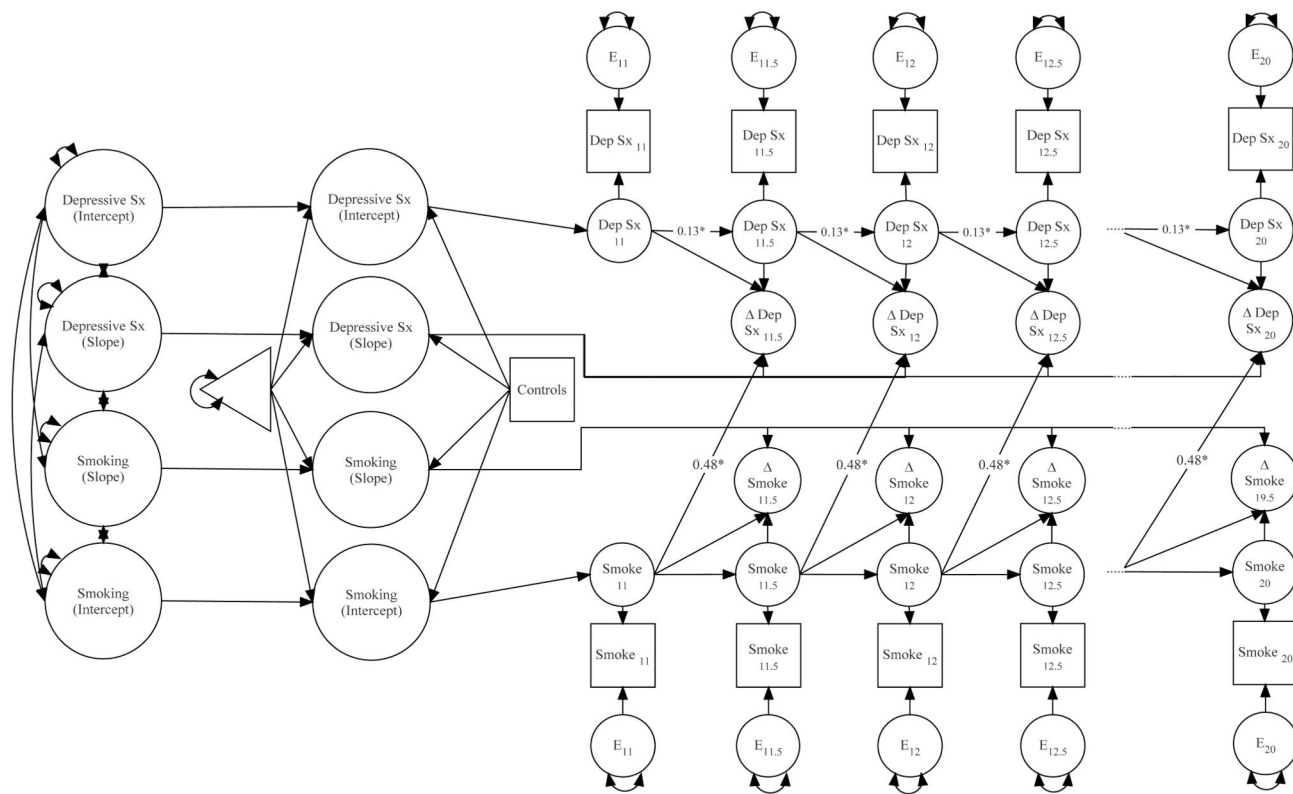 E11
E11.5
E12
E12.5
E20
Dep Sx 11
Dep Sx
11.5
Dep Sx 12
Dep Sx
12.5
Dep Sx 20
Depressive Sx
(Intercept)
Depressive Sx
(Intercept)
Dep Sx
11
0.13*
Dep Sx
11.5
0.13*
Dep Sx
12
0.13*
Dep Sx
12.5
0.13*
Dep Sx
20
Depressive Sx
(Slope)
Depressive Sx
(Slope)
Δ Dep
Sx 11.5
Δ Dep
Sx 12
Δ Dep
Sx 12.5
Δ Dep
Sx 20
Controls
Smoking
(Slope)
Smoking
(Slope)
0.48*
0.48*
0.48*
0.48*
Δ
Smoke
11.5
Δ
Smoke
12
Δ
Smoke
12.5
Δ
Smoke
19.5
Smoking
(Intercept)
Smoking
(Intercept)
Smoke
11
Smoke
11.5
Smoke
12
Smoke
12.5
Smoke
20
Smoke 11
Smoke
11.5
Smoke 12
Smoke
12.5
Smoke 20
E11
E11.5
E12
E12.5
E20